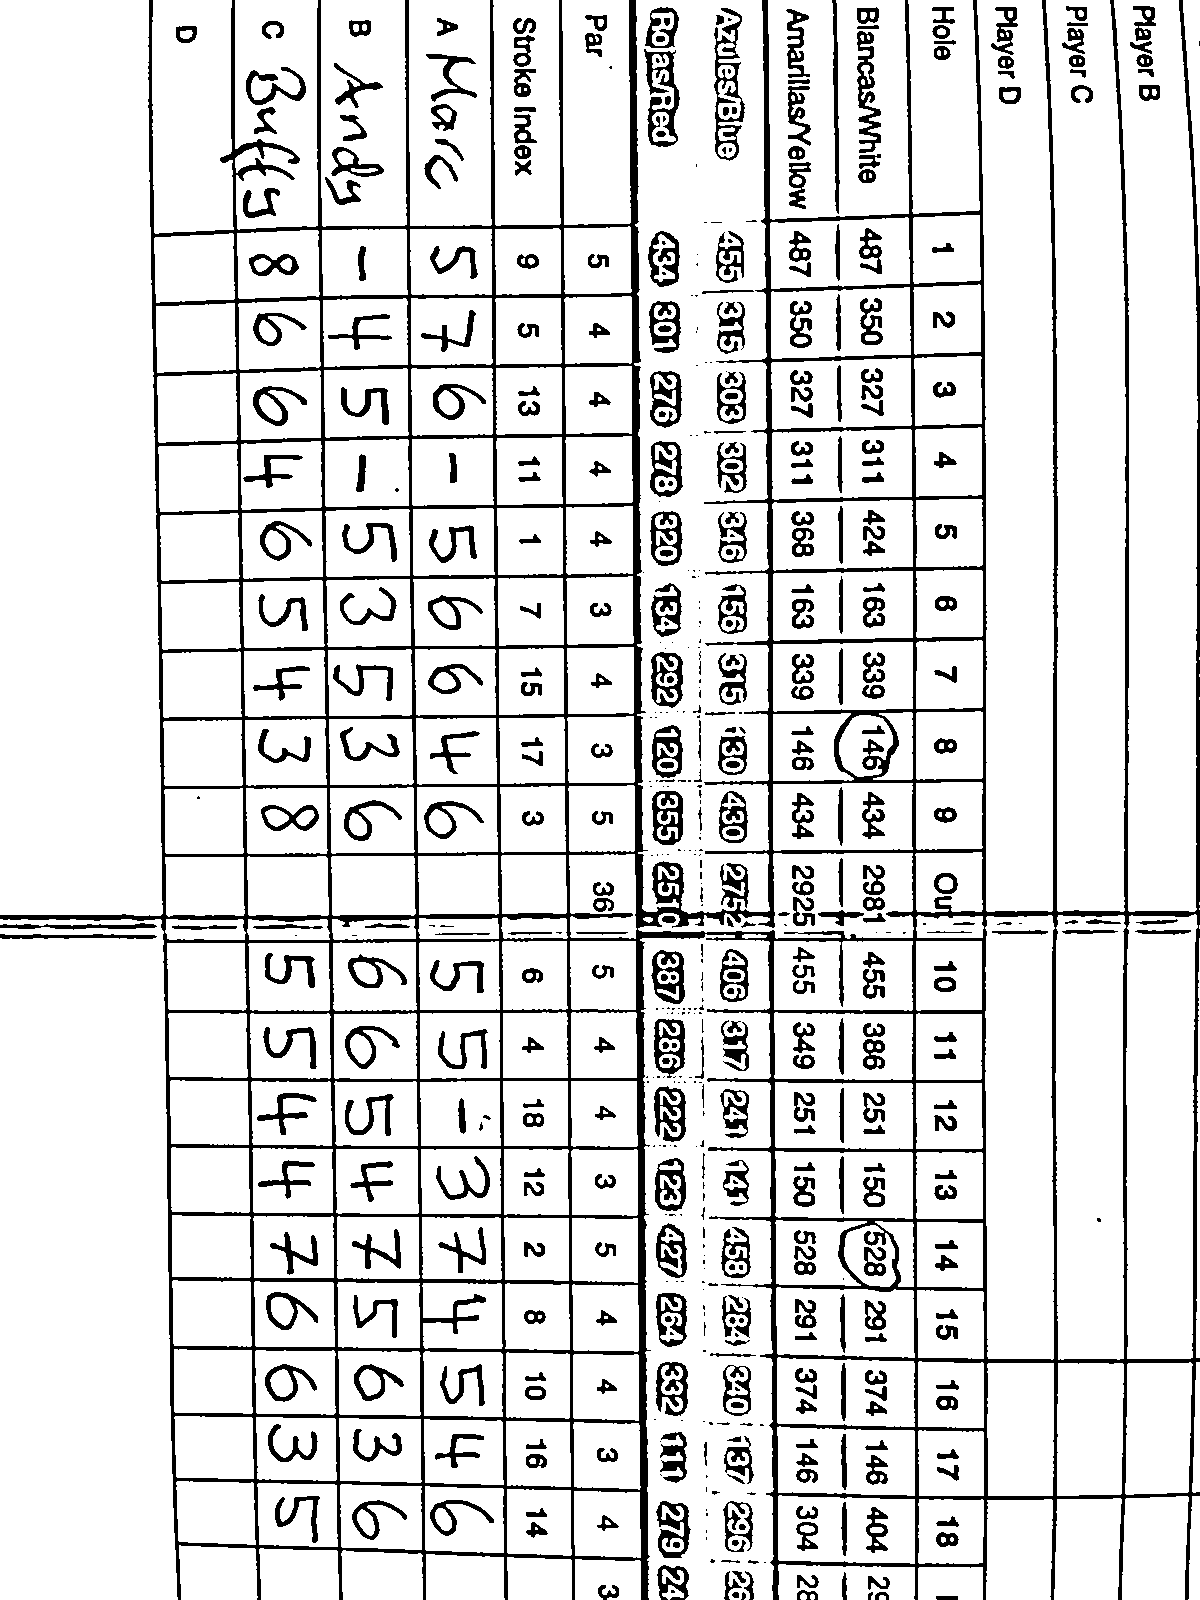 Player B
Player C
Player D
Hole 1 2 3 4 5 6 7 8 9 Out 10 11 12 13 14 15 16 17 18
Blancas/White 487 350 327 311 424 163 339 146 434 2981 455 386 251 150 528 291 374 146 404 29
Amarillas/Yellow 487 350 327 311 368 163 339 146 434 2925 455 349 251 150 528 291 374 146 304 28
Azules/Blue 455 315 303 302 346 156 315 130 430 2752 406 317 241 141 458 284 340 137 296 26
Rojas/Red 434 301 276 278 320 134 292 120 355 2510 387 286 222 123 427 264 332 111 279 24
Par 5 4 4 4 4 3 4 3 5 36 5 4 4 3 5 4 4 3 4 3
Stroke Index 9 5 13 11 1 7 15 17 3 6 4 18 12 2 8 10 16 14
A Marc 5 7 6 - 5 6 6 4 6 5 5 - 3 7 4 5 4 6
B Andy - 4 5 - 5 3 5 3 6 6 6 5 4 7 5 6 3 6
C Buffy 8 6 6 4 6 5 4 3 8 5 5 4 4 7 6 6 3 5
D